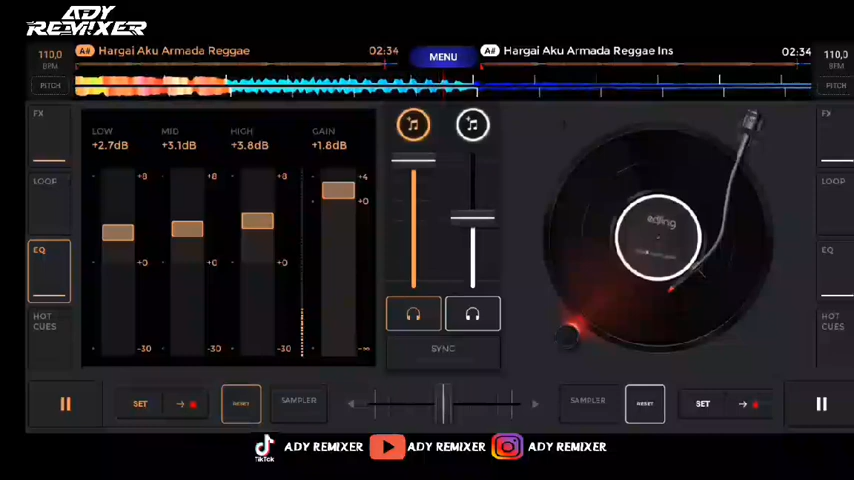 ADY
REMIXER
110,0
BPM
PITCH
A# Hargai Aku Armada Reggae
02:34
MENU
A# Hargai Aku Armada Reggae Ins
02:34
110,0
BPM
PITCH
FX
LOOP
EQ
HOT
CUES
LOW
+2.7dB
MID
+3.1dB
HIGH
+3.8dB
GAIN
+1.8dB
+8
+0
-30
+8
+0
-30
+8
+0
-30
+4
+0
-∞
SYNC
edjing
FX
LOOP
EQ
HOT
CUES
SET
RESET
SAMPLER
SAMPLER
RESET
SET
TikTok
ADY REMIXER
ADY REMIXER
ADY REMIXER